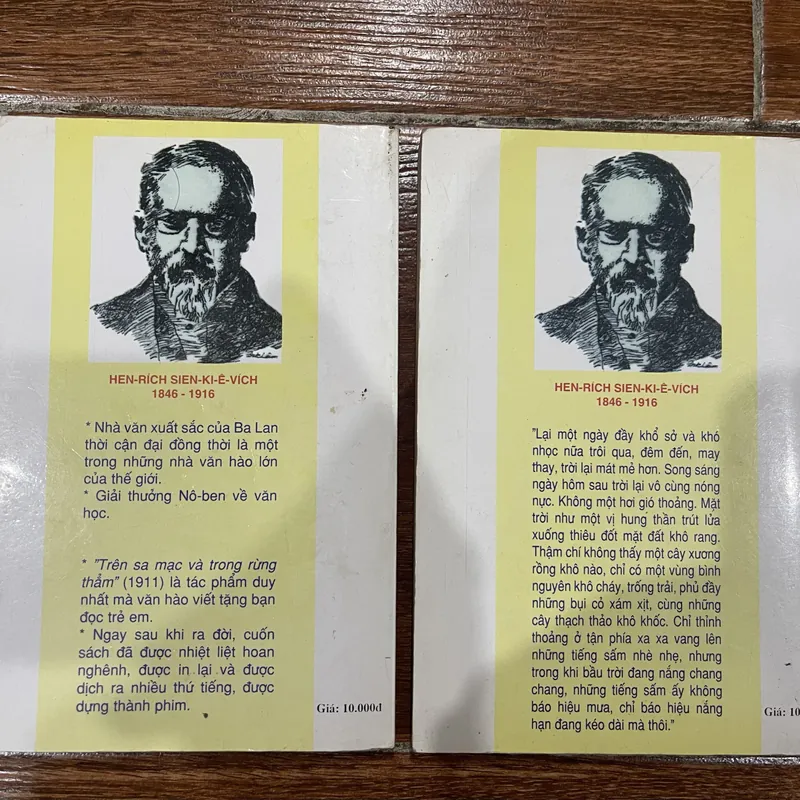 HEN-RÍCH SIEN-KI-Ê-VÍCH
1846 - 1916
* Nhà văn xuất sắc của Ba Lan
thời cận đại đồng thời là một
trong những nhà văn hào lớn
của thế giới.
* Giải thưởng Nô-ben về văn
học.
* "Trên sa mạc và trong rừng
thẳm" (1911) là tác phẩm duy
nhất mà văn hào viết tặng bạn
đọc trẻ em.
* Ngay sau khi ra đời, cuốn
sách đã được nhiệt liệt hoan
nghênh, được in lại và được
dịch ra nhiều thứ tiếng, được
dựng thành phim.
Giá: 10.000đ
HEN-RÍCH SIEN-KI-Ê-VÍCH
1846 - 1916
"Lại một ngày đầy khổ sở và khó
nhọc nữa trôi qua, đêm đến, may
thay, trời lại mát mẻ hơn. Song sáng
ngày hôm sau trời lại vô cùng nóng
nực. Không một hơi gió thoảng. Mặt
trời như một vị hung thần trút lửa
xuống thiêu đốt mặt đất khô rang.
Thậm chí không thấy một cây xương
rồng khô nào, chỉ có một vùng bình
nguyên khô cháy, trống trải, phủ đầy
những bụi cỏ xám xịt, cùng những
cây thạch thảo khô khốc. Chỉ thỉnh
thoảng ở tận phía xa xa vang lên
những tiếng sấm nhè nhẹ, nhưng
trong khi bầu trời đang nắng chang
chang, những tiếng sấm ấy không
báo hiệu mưa, chỉ báo hiệu nắng
hạn đang kéo dài mà thôi."
Giá: 10